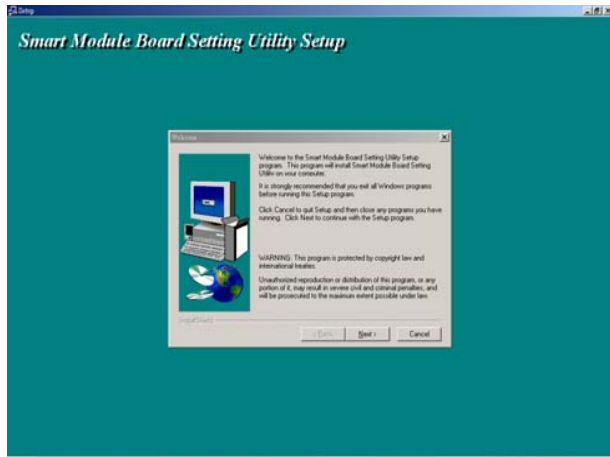 Setup
Smart Module Board Setting Utility Setup
Welcome
Welcome to the Smart Module Board Setting Utility Setup
program. This program will install Smart Module Board Setting
Utility on your computer.
It is strongly recommended that you exit all Windows programs
before running this Setup program.
Click Cancel to quit Setup and then close any programs you have
running. Click Next to continue with the Setup program.
WARNING: This program is protected by copyright law and
international treaties.
Unauthorized reproduction or distribution of this program, or any
portion of it, may result in severe civil and criminal penalties, and
will be prosecuted to the maximum extent possible under law.
InstallShield
< Back
Next >
Cancel